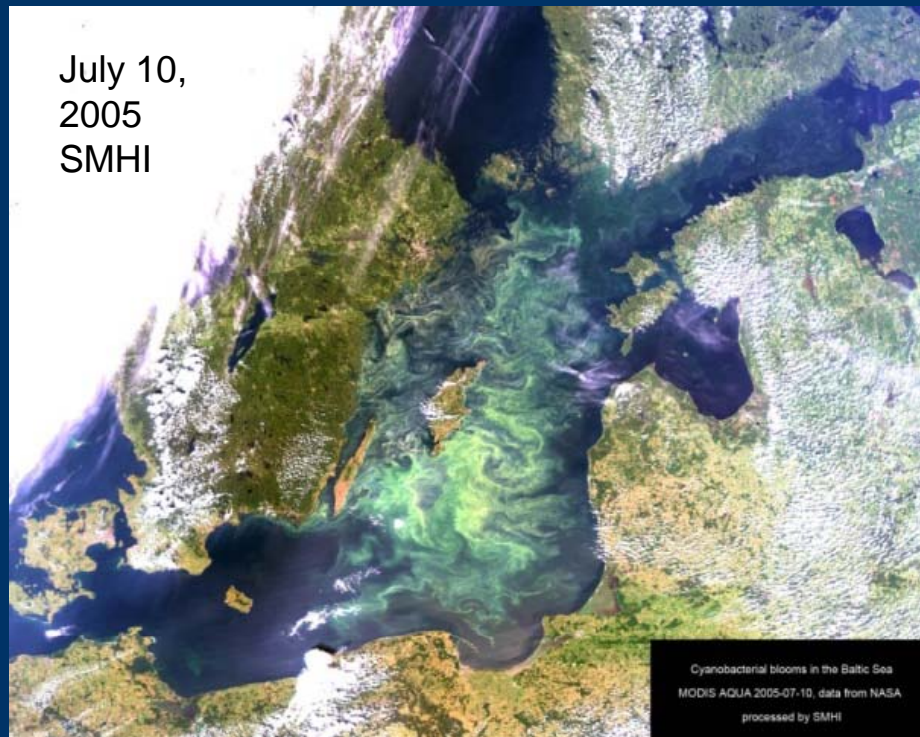 July 10,
2005
SMHI
Cyanobacterial blooms in the Baltic Sea
MODIS AQUA 2005-07-10, data from NASA
processed by SMHI